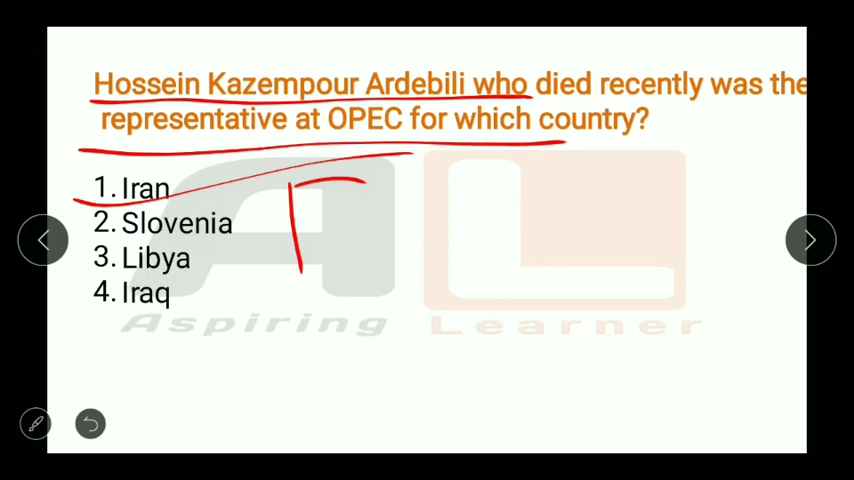 Hossein Kazempour Ardebili who died recently was the
representative at OPEC for which country?
1. Iran
2. Slovenia
3. Libya
4. Iraq
AL
Aspiring Learner